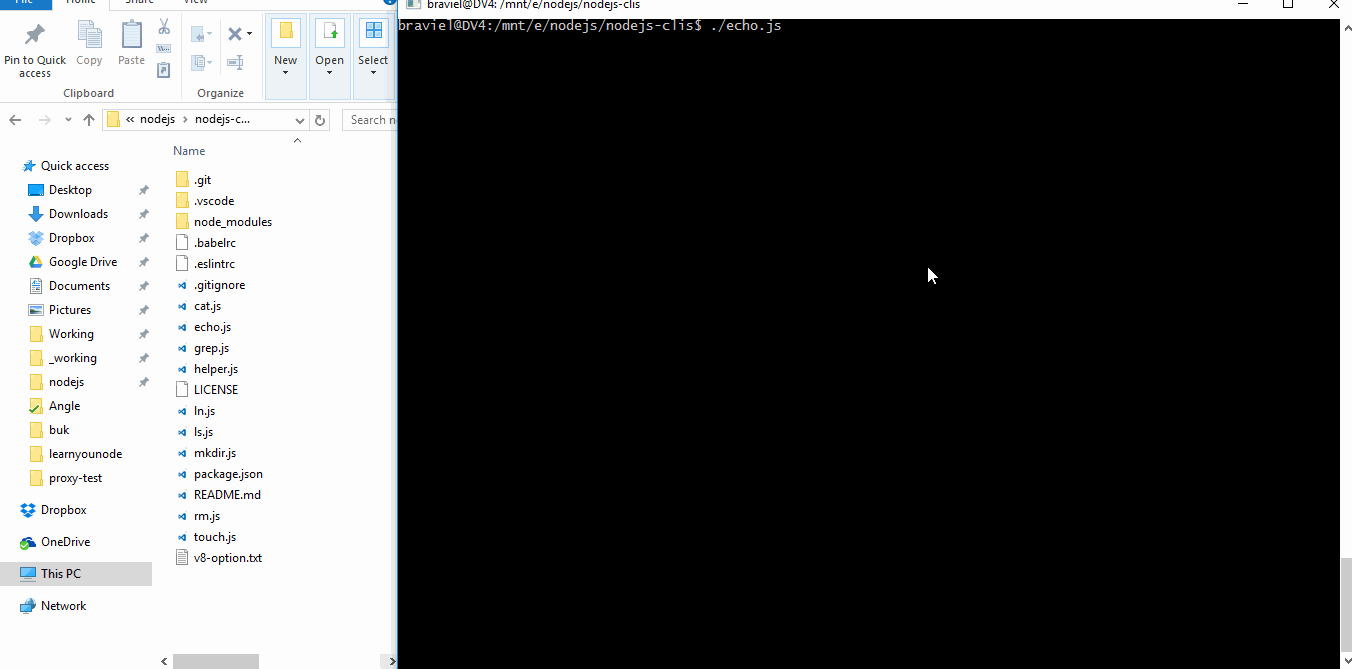 File Home Share View
braviel@DV4: /mnt/e/nodejs/nodejs-clis
braviel@DV4:/mnt/e/nodejs/nodejs-clis$ ./echo.js
Pin to Quick access
Copy
Paste
New
Open
Select
Clipboard
Organize
« nodejs > nodejs-c...
Search n
Name
Quick access
Desktop
Downloads
Dropbox
Google Drive
Documents
Pictures
Working
_working
nodejs
Angle
buk
learnyounode
proxy-test
Dropbox
OneDrive
This PC
Network
.git
.vscode
node_modules
.babelrc
.eslintrc
.gitignore
cat.js
echo.js
grep.js
helper.js
LICENSE
ln.js
ls.js
mkdir.js
package.json
README.md
rm.js
touch.js
v8-option.txt